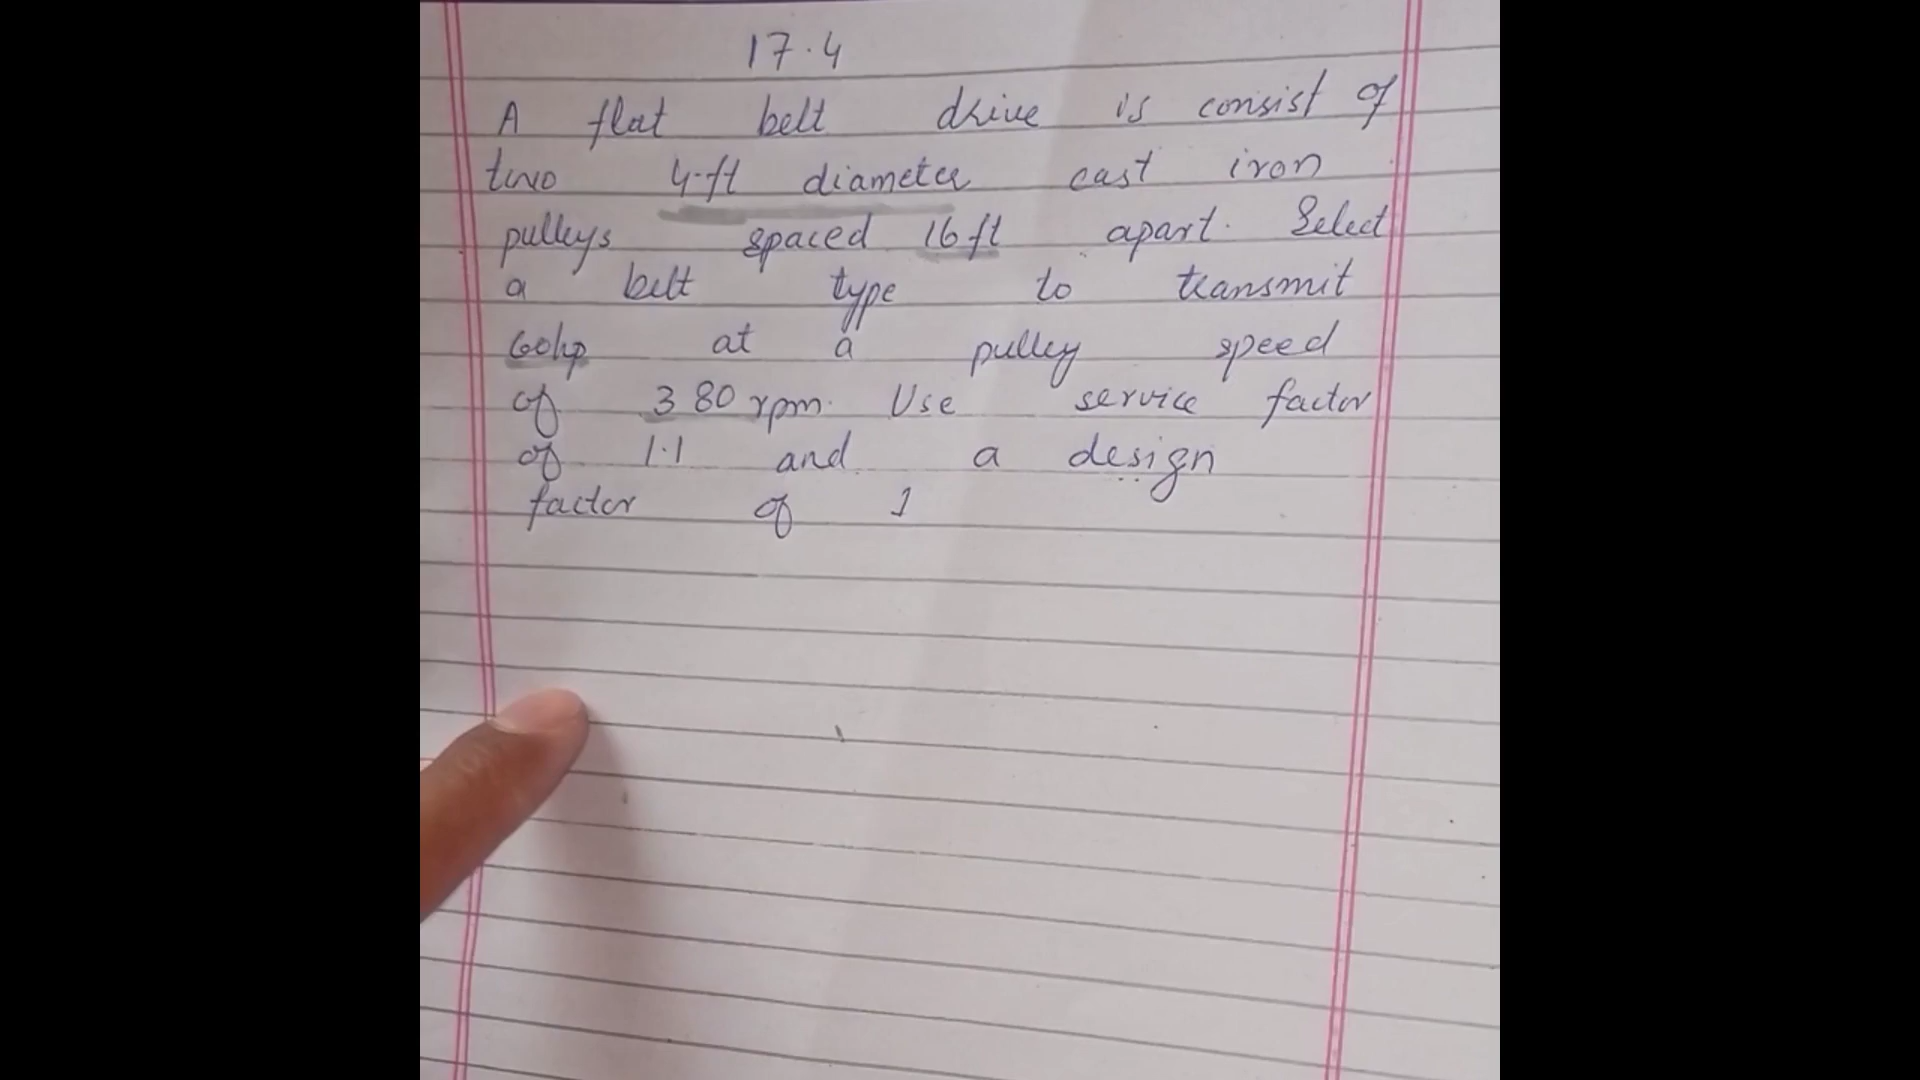 17.4
A flat belt drive is consist of
two 4-ft diameter cast iron
pulleys spaced 16ft apart. Select
a belt type to transmit
60hp at a pulley speed
of 380 rpm. Use service factor
of 1.1 and a design
factor of 1